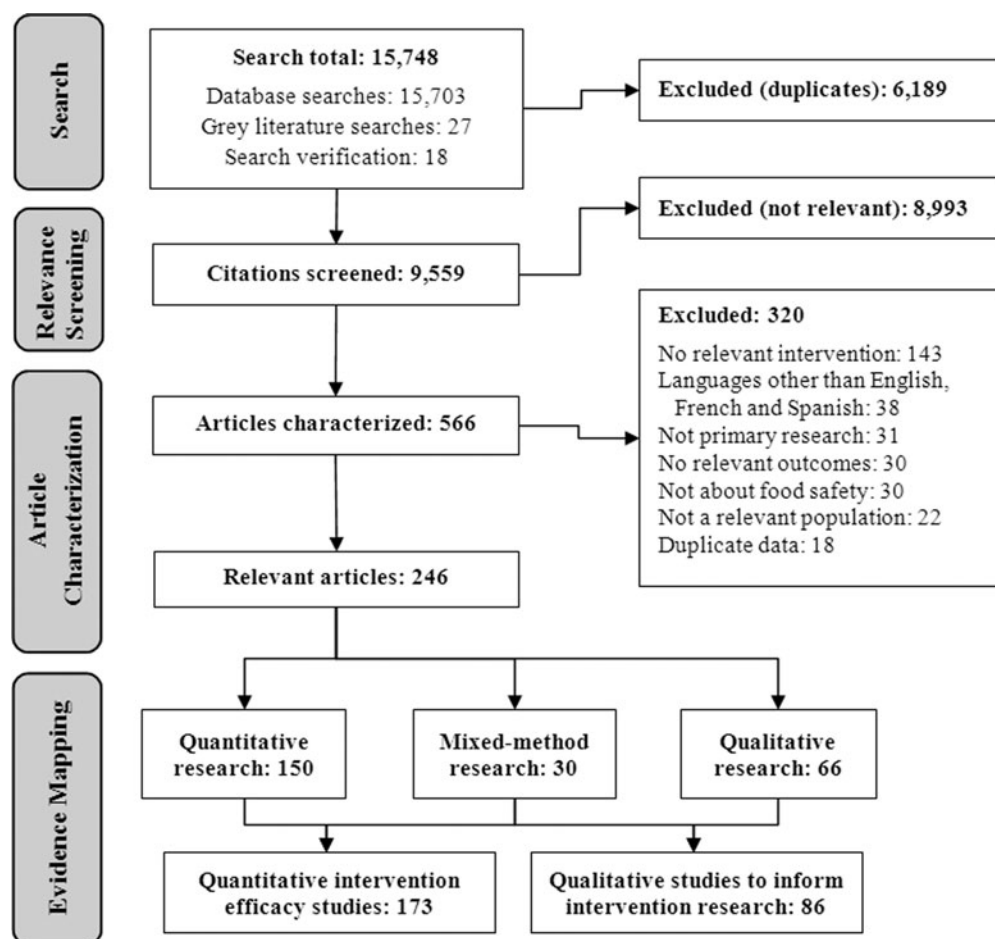 Search
Search total: 15,748
Database searches: 15,703
Grey literature searches: 27
Search verification: 18
Excluded (duplicates): 6,189
Relevance
Screening
Excluded (not relevant): 8,993
Citations screened: 9,559
Article
Characterization
Excluded: 320
No relevant intervention: 143
Languages other than English,
French and Spanish: 38
Not primary research: 31
No relevant outcomes: 30
Not about food safety: 30
Not a relevant population: 22
Duplicate data: 18
Articles characterized: 566
Relevant articles: 246
Evidence Mapping
Quantitative
research: 150
Mixed-method
research: 30
Qualitative
research: 66
Quantitative intervention
efficacy studies: 173
Qualitative studies to inform
intervention research: 86